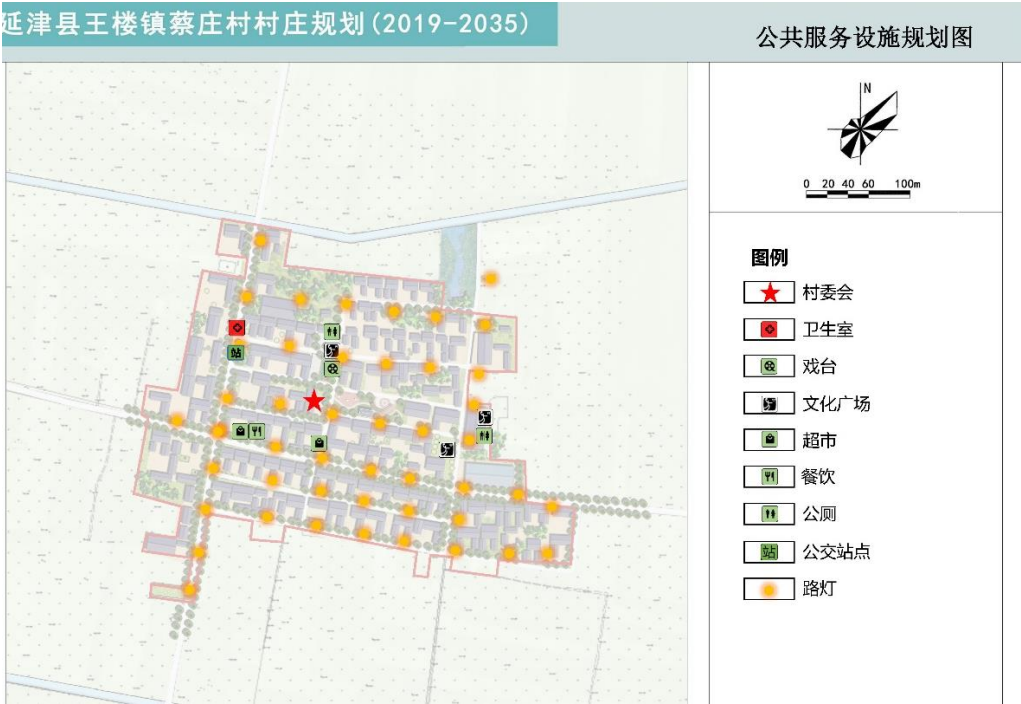 延津县王楼镇蔡庄村村庄规划(2019-2035)
公共服务设施规划图
N
0 20 40 60 100m
图例
村委会
卫生室
戏台
文化广场
超市
餐饮
公厕
站 公交站点
路灯
站